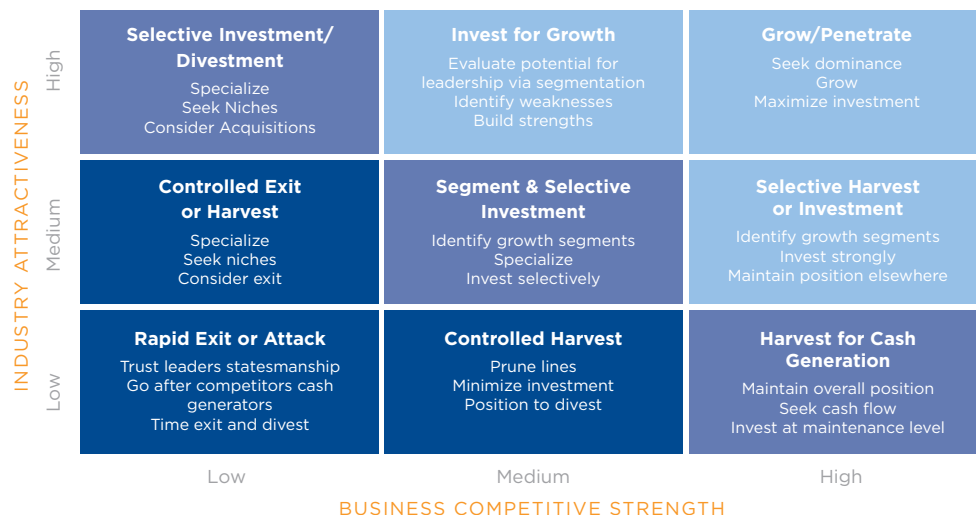 INDUSTRY ATTRACTIVENESS
High
Selective Investment/
Divestment
Specialize
Seek Niches
Consider Acquisitions
Invest for Growth
Evaluate potential for
leadership via segmentation
Identify weaknesses
Build strengths
Grow/Penetrate
Seek dominance
Grow
Maximize investment
Medium
Controlled Exit
or Harvest
Specialize
Seek niches
Consider exit
Segment & Selective
Investment
Identify growth segments
Specialize
Invest selectively
Selective Harvest
or Investment
Identify growth segments
Invest strongly
Maintain position elsewhere
Low
Rapid Exit or Attack
Trust leaders statesmanship
Go after competitors cash
generators
Time exit and divest
Controlled Harvest
Prune lines
Minimize investment
Position to divest
Harvest for Cash
Generation
Maintain overall position
Seek cash flow
Invest at maintenance level
Low
Medium
High
BUSINESS COMPETITIVE STRENGTH